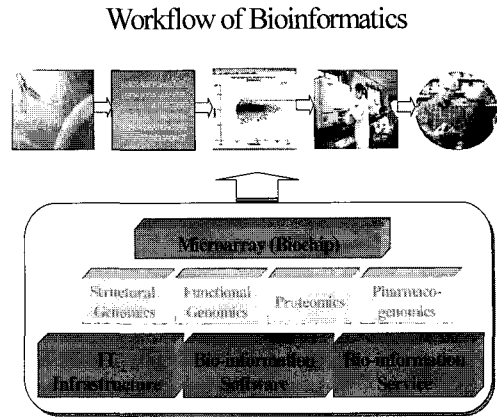 Workflow of Bioinformatics
Microarray (Biochip)
Structural
Genomics
Functional
Genomics
Proteomics
Pharmaco-
genomics
IT
Infrastructure
Bio-information
Software
Bio-information
Service